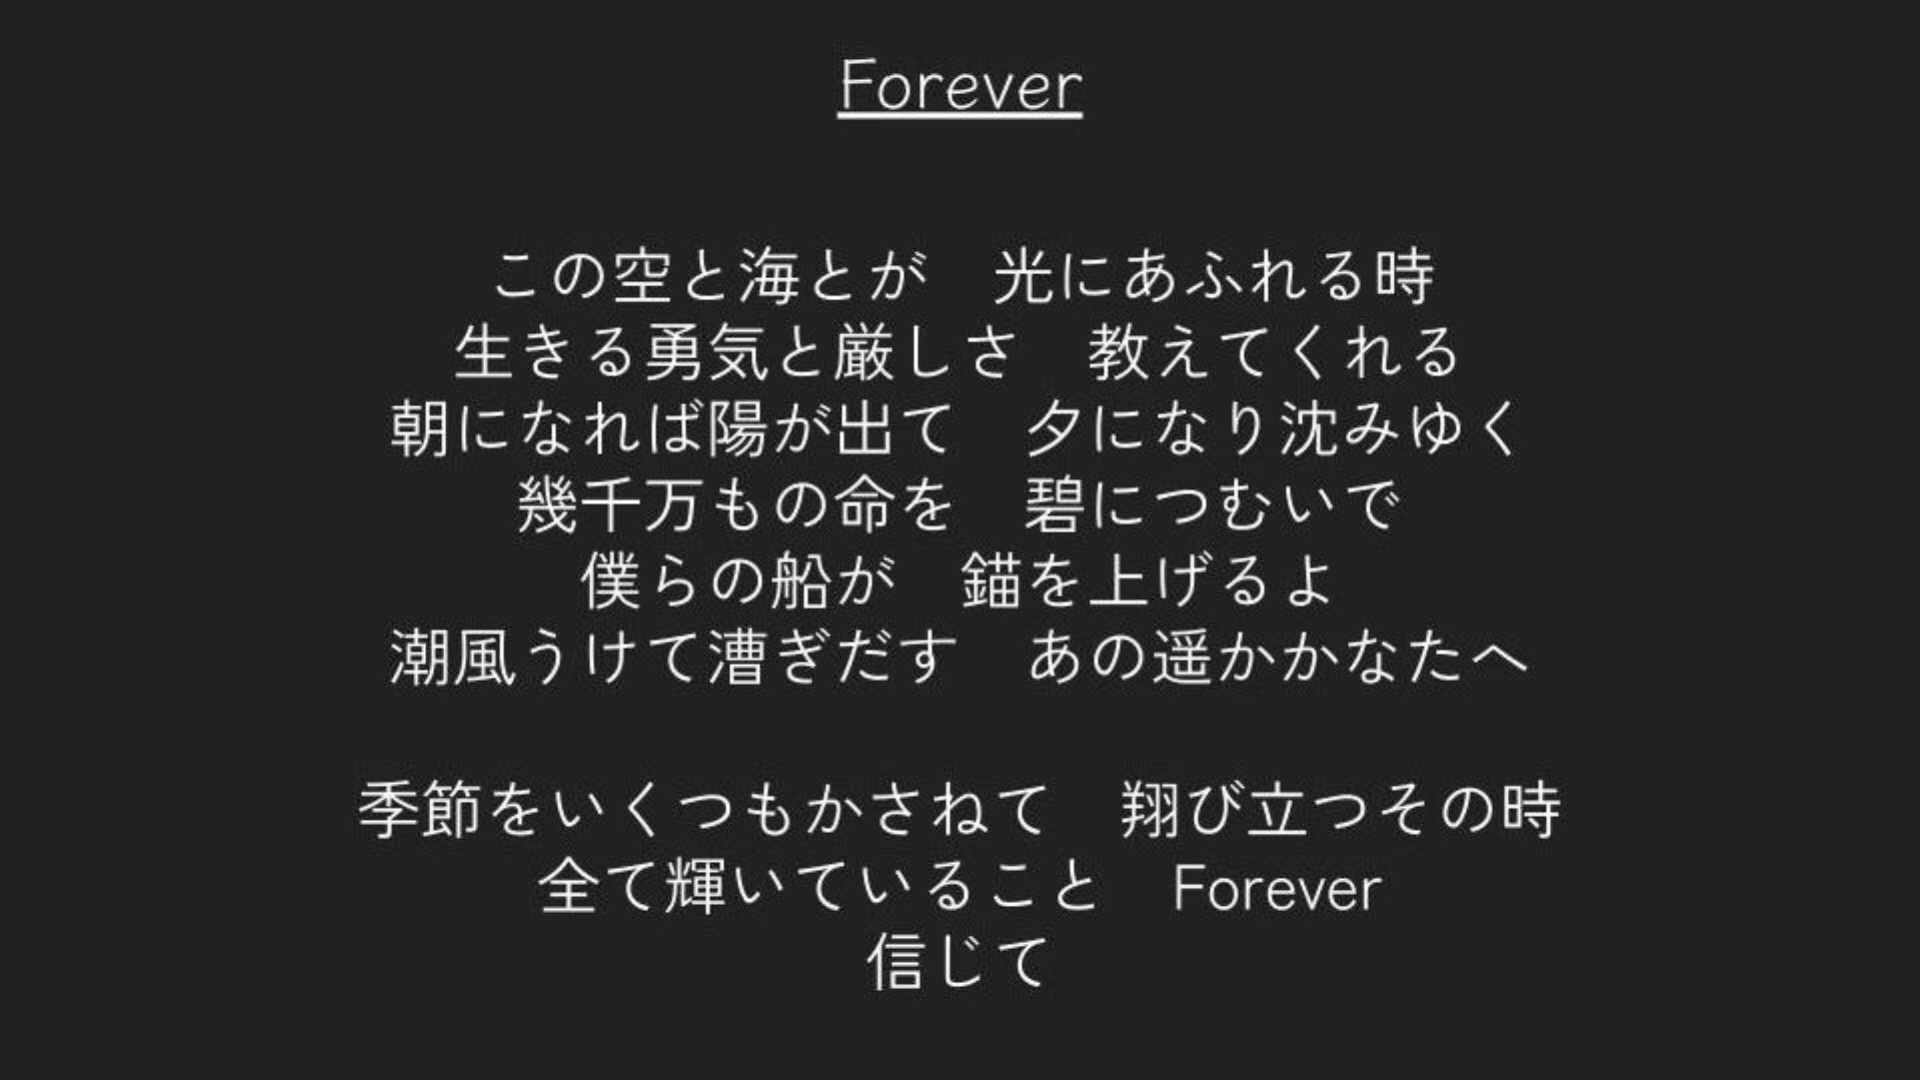 Forever
この空と海とが　光にあふれる時
生きる勇気と厳しさ　教えてくれる
朝になれば陽が出て　夕になり沈みゆく
幾千万もの命を　碧につむいで
僕らの船が　錨を上げるよ
潮風うけて漕ぎだす　あの遥かかなたへ
季節をいくつもかさねて　翔び立つその時
全て輝いていること　Forever
信じて